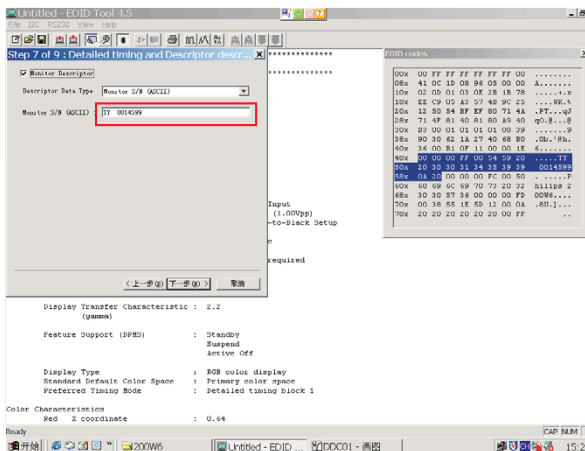 Untitled - EDID Tool 4.5
File I2C RS232 View Help
Step 7 of 9 : Detailed timing and Descriptor descr...
Monitor Descriptor
Descriptor Data Type
Monitor S/N (ASCII)
Monitor S/N (ASCII) :
TY 0014599
<上一步(B)
下一步(N) >
取消
***************
***************
Input
(1.00Vpp)
-to-Black Setup
required
Display Transfer Characteristic : 2.2
(gamma)
Feature Support (DPMS) : Standby
Suspend
Active Off
Display Type : RGB color display
Standard Default Color Space : Primary color space
Preferred Timing Mode : Detailed timing block 1
Color Characteristics
Red X coordinate : 0.64
EDID codes
00x 00 FF FF FF FF FF FF 00 ........
08x 41 0C 1D 08 96 05 00 00 A.......
10x 02 0D 01 03 0E 2B 1B 78 .....+.x
18x EE C9 05 A3 57 4B 9C 25 ....WK.%
20x 12 50 54 BF EF 80 71 4A .PT...qJ
28x 71 4F 81 40 81 80 A9 40 qO.@...@
30x B3 00 01 01 01 01 00 39 .......9
38x 90 30 62 1A 27 40 68 B0 .0b.'@h.
40x 36 00 B1 0F 11 00 00 1E 6.......
48x 00 00 00 FF 00 54 59 20 .....TY
50x 20 30 30 31 34 35 39 39 0014599
58x 0A 20 00 00 00 FC 00 50 . .....P
60x 68 69 6C 69 70 73 20 32 hilips 2
68x 30 30 57 36 00 00 00 FD 00W6....
70x 00 38 55 1E 5D 12 00 0A .8U.]...
78x 20 20 20 20 20 20 00 FF ..
Ready
CAP NUM
开始
200W6
Untitled - EDID ...
DDC01 - 画图
CH
15:2